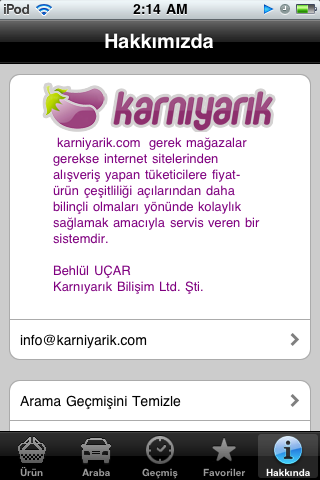 iPod 2:14 AM
Hakkımızda
karnıyarık
karniyarik.com gerek mağazalar
gerekse internet sitelerinden
alışveriş yapan tüketicilere fiyat-
ürün çeşitliliği açılarından daha
bilinçli olmaları yönünde kolaylık
sağlamak amacıyla servis veren bir
sistemdir.
Behlül UÇAR
Karnıyarık Bilişim Ltd. Şti.
info@karniyarik.com
Arama Geçmişini Temizle
Ürün Araba Geçmiş Favoriler Hakkında